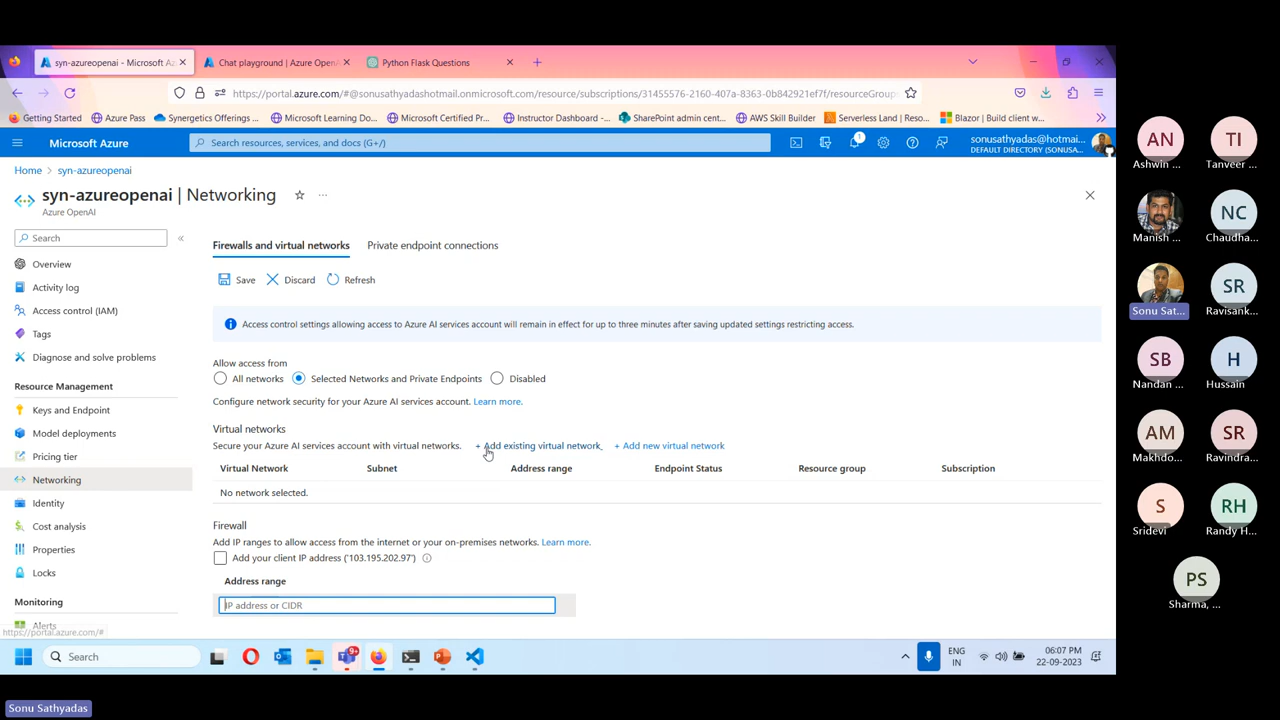 syn-azureopenai - Microsoft Az
Chat playground | Azure OpenA
Python Flask Questions
https://portal.azure.com/#@sonusathyadashotmail.onmicrosoft.com/resource/subscriptions/31455576-2160-407a-8363-0b842921ef7f/resourceGroup
Getting Started
Azure Pass
Synergetics Offerings ...
Microsoft Learning Do...
Microsoft Certified Pr...
Instructor Dashboard -...
SharePoint admin cent...
AWS Skill Builder
Serverless Land | Reso...
Blazor | Build client w...
Microsoft Azure
Search resources, services, and docs (G+/)
1
sonusathyadas@hotmai...
DEFAULT DIRECTORY (SONUSA...
Home > syn-azureopenai
syn-azureopenai | Networking
Azure OpenAI
Search
Overview
Activity log
Access control (IAM)
Tags
Diagnose and solve problems
Resource Management
Keys and Endpoint
Model deployments
Pricing tier
Networking
Identity
Cost analysis
Properties
Locks
Monitoring
Alerts
https://portal.azure.com/#
Firewalls and virtual networks
Private endpoint connections
Save
Discard
Refresh
Access control settings allowing access to Azure AI services account will remain in effect for up to three minutes after saving updated settings restricting access.
Allow access from
All networks
Selected Networks and Private Endpoints
Disabled
Configure network security for your Azure AI services account. Learn more.
Virtual networks
Secure your Azure AI services account with virtual networks. + Add existing virtual network + Add new virtual network
Virtual Network Subnet Address range Endpoint Status Resource group Subscription
No network selected.
Firewall
Add IP ranges to allow access from the internet or your on-premises networks. Learn more.
Add your client IP address ('103.195.202.97')
Address range
IP address or CIDR
Search
9+
ENG
IN
06:07 PM
22-09-2023
AN
Ashwin ...
TI
Tanveer ...
Manish ...
NC
Chaudha...
Sonu Sat...
SR
Ravisank...
SB
Nandan ...
H
Hussain
AM
Makhdo...
SR
Ravindra...
S
Sridevi
RH
Randy H...
PS
Sharma, ...
Sonu Sathyadas